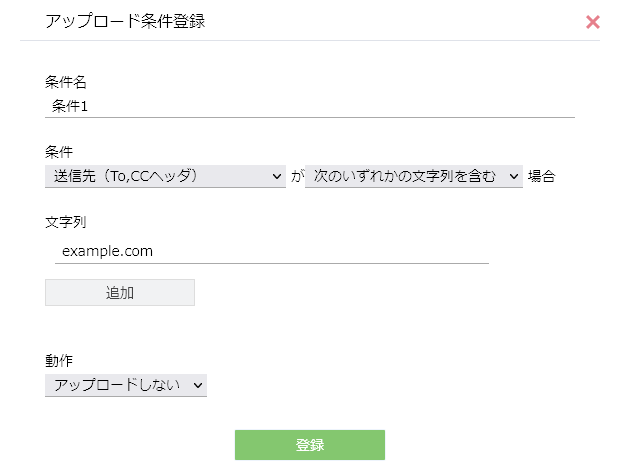 アップロード条件登録
条件名
条件1
条件
送信先（To,CCヘッダ） が 次のいずれかの文字列を含む 場合
文字列
example.com
追加
動作
アップロードしない
登録